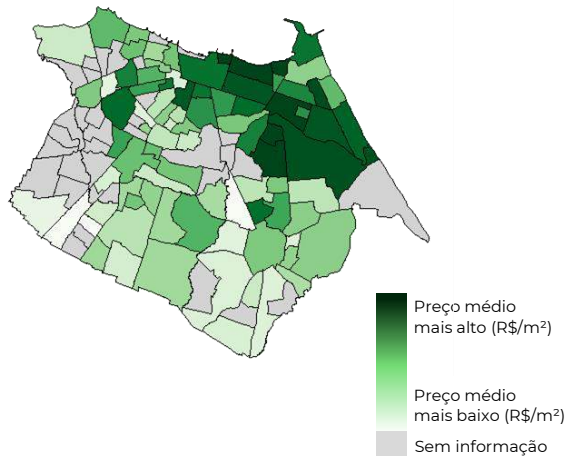 Preço médio
mais alto (R$/m²)
Preço médio
mais baixo (R$/m²)
Sem informação